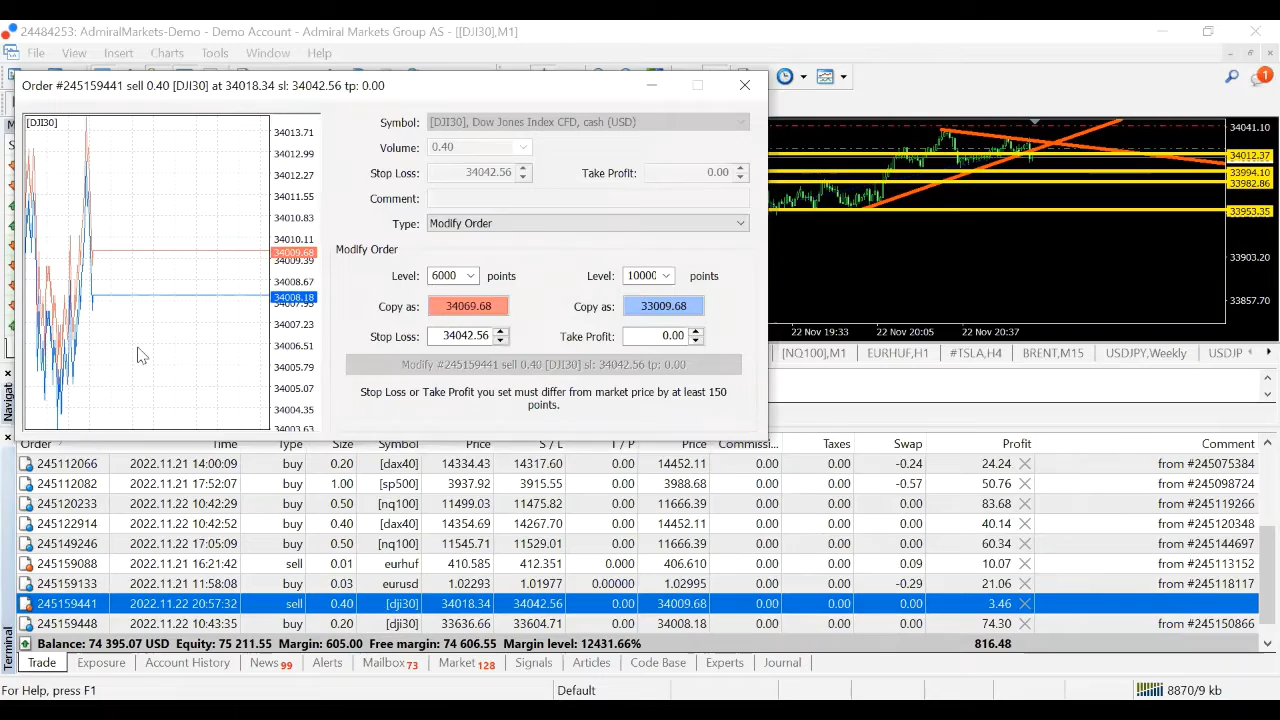 24484253: AdmiralMarkets-Demo - Demo Account - Admiral Markets Group AS - [[DJI30],M1]
File View Insert Charts Tools Window Help
1
Order #245159441 sell 0.40 [DJI30] at 34018.34 sl: 34042.56 tp: 0.00
[DJI30]
34013.71
34012.99
34012.27
34011.55
34010.83
34010.11
34009.68
34009.39
34008.67
34008.18
34007.23
34006.51
34005.79
34005.07
34004.35
34003.63
Symbol: [DJI30], Dow Jones Index CFD, cash (USD)
Volume: 0.40
Stop Loss: 34042.56 Take Profit: 0.00
Comment:
Type: Modify Order
Modify Order
Level: 6000 points Level: 10000 points
Copy as: 34069.68 Copy as: 33009.68
Stop Loss: 34042.56 Take Profit: 0.00
Modify #245159441 sell 0.40 [DJI30] sl: 34042.56 tp: 0.00
Stop Loss or Take Profit you set must differ from market price by at least 150
points.
34041.10
34012.37
33994.10
33982.86
33953.35
33903.20
33857.70
22 Nov 19:33 22 Nov 20:05 22 Nov 20:37
[NQ100],M1 EURHUF,H1 #TSLA,H4 BRENT,M15 USDJPY,Weekly USDJP
Navigat
Order Time Type Size Symbol Price S / L T / P Price Commissi... Taxes Swap Profit Comment
245112066 2022.11.21 14:00:09 buy 0.20 [dax40] 14334.43 14317.60 0.00 14452.11 0.00 0.00 -0.24 24.24 from #245075384
245112082 2022.11.21 17:52:07 buy 1.00 [sp500] 3937.92 3915.55 0.00 3988.68 0.00 0.00 -0.57 50.76 from #245098724
245120233 2022.11.22 10:42:29 buy 0.50 [nq100] 11499.03 11475.82 0.00 11666.39 0.00 0.00 0.00 83.68 from #245119266
245122914 2022.11.22 10:42:52 buy 0.40 [dax40] 14354.69 14267.70 0.00 14452.11 0.00 0.00 0.00 40.14 from #245120348
245149246 2022.11.22 17:05:09 buy 0.50 [nq100] 11545.71 11529.01 0.00 11666.39 0.00 0.00 0.00 60.34 from #245144697
245159088 2022.11.21 16:21:42 sell 0.01 eurhuf 410.585 412.351 0.000 406.610 0.00 0.00 0.09 10.07 from #245113152
245159133 2022.11.21 11:58:08 buy 0.03 eurusd 1.02293 1.01977 0.00000 1.02995 0.00 0.00 -0.29 21.06 from #245118117
245159441 2022.11.22 20:57:32 sell 0.40 [dji30] 34018.34 34042.56 0.00 34009.68 0.00 0.00 0.00 3.46
245159448 2022.11.22 10:43:35 buy 0.20 [dji30] 33636.66 33604.71 0.00 34008.18 0.00 0.00 0.00 74.30 from #245150866
Balance: 74 395.07 USD Equity: 75 211.55 Margin: 605.00 Free margin: 74 606.55 Margin level: 12431.66% 816.48
Terminal
Trade Exposure Account History News 99 Alerts Mailbox 73 Market 128 Signals Articles Code Base Experts Journal
For Help, press F1 Default 8870/9 kb